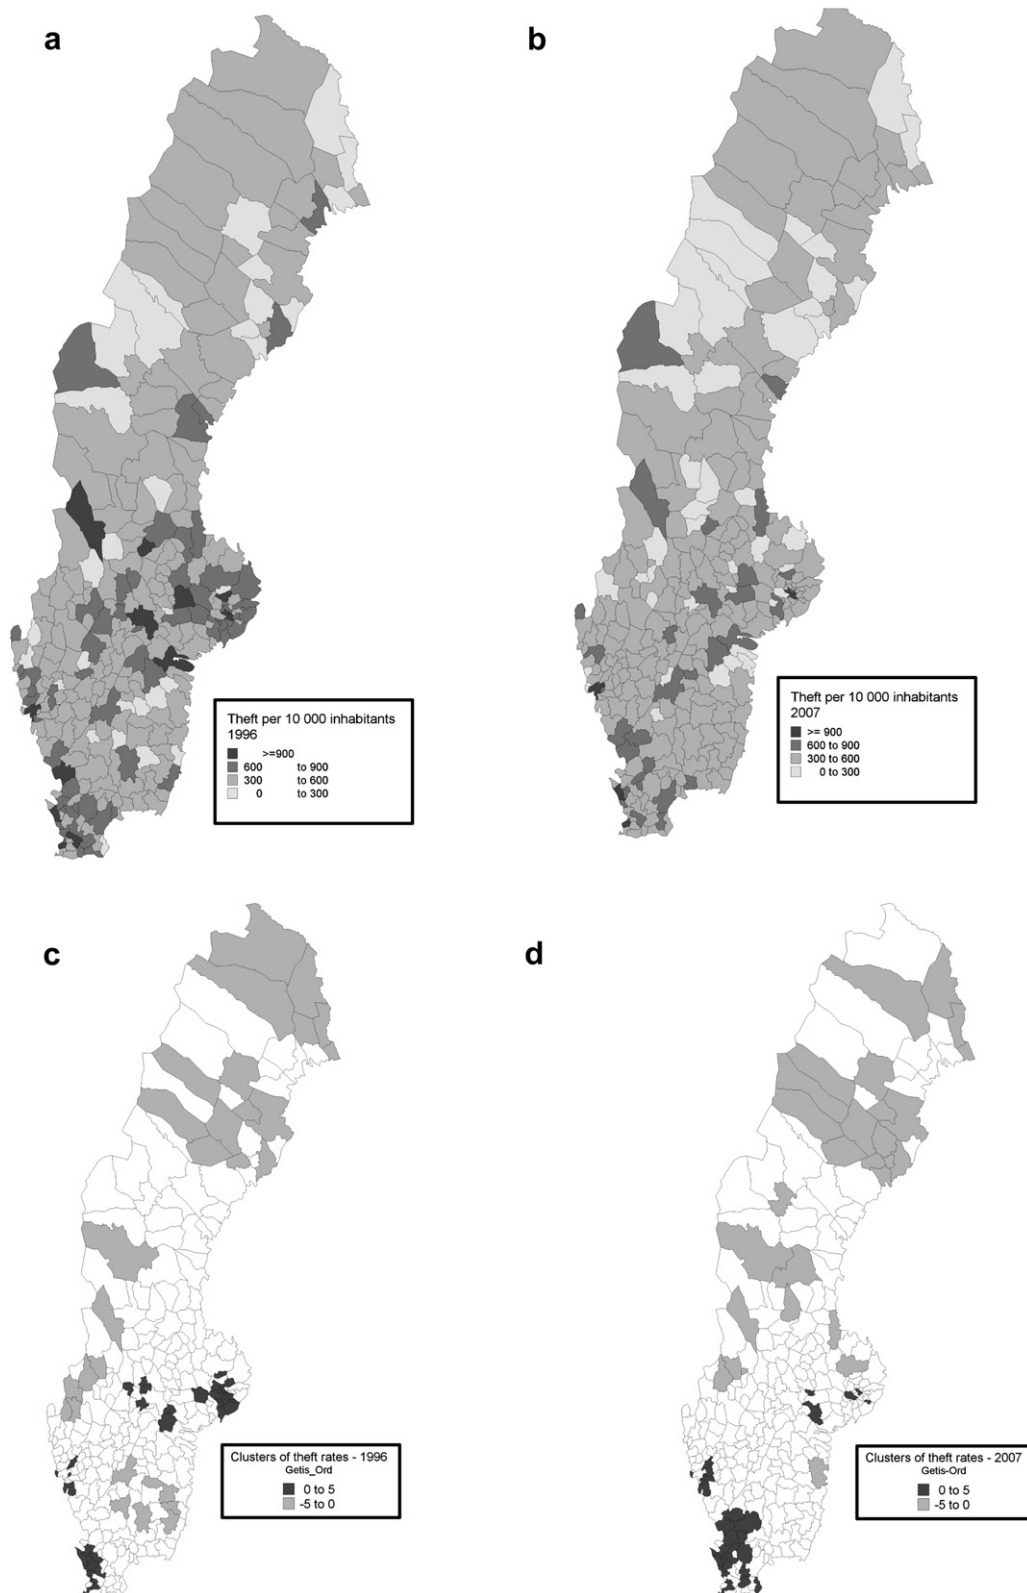 a
b
Theft per 10 000 inhabitants
1996
>=900
600 to 900
300 to 600
0 to 300
Theft per 10 000 inhabitants
2007
>= 900
600 to 900
300 to 600
0 to 300
c
d
Clusters of theft rates - 1996
Getis_Ord
0 to 5
-5 to 0
Clusters of theft rates - 2007
Getis-Ord
0 to 5
-5 to 0